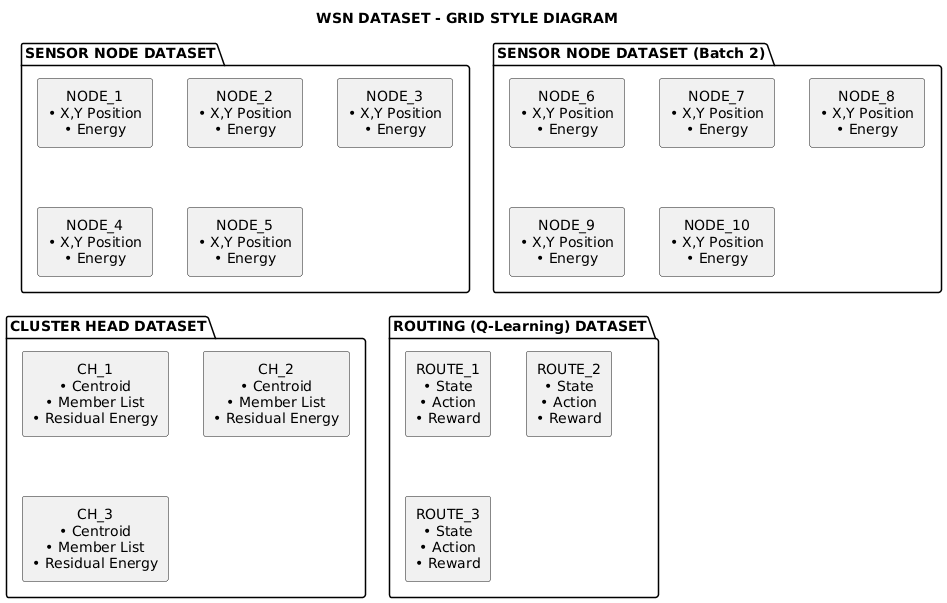 WSN DATASET - GRID STYLE DIAGRAM
SENSOR NODE DATASET
NODE_1
• X,Y Position
• Energy
NODE_2
• X,Y Position
• Energy
NODE_3
• X,Y Position
• Energy
NODE_4
• X,Y Position
• Energy
NODE_5
• X,Y Position
• Energy
SENSOR NODE DATASET (Batch 2)
NODE_6
• X,Y Position
• Energy
NODE_7
• X,Y Position
• Energy
NODE_8
• X,Y Position
• Energy
NODE_9
• X,Y Position
• Energy
NODE_10
• X,Y Position
• Energy
CLUSTER HEAD DATASET
CH_1
• Centroid
• Member List
• Residual Energy
CH_2
• Centroid
• Member List
• Residual Energy
CH_3
• Centroid
• Member List
• Residual Energy
ROUTING (Q-Learning) DATASET
ROUTE_1
• State
• Action
• Reward
ROUTE_2
• State
• Action
• Reward
ROUTE_3
• State
• Action
• Reward